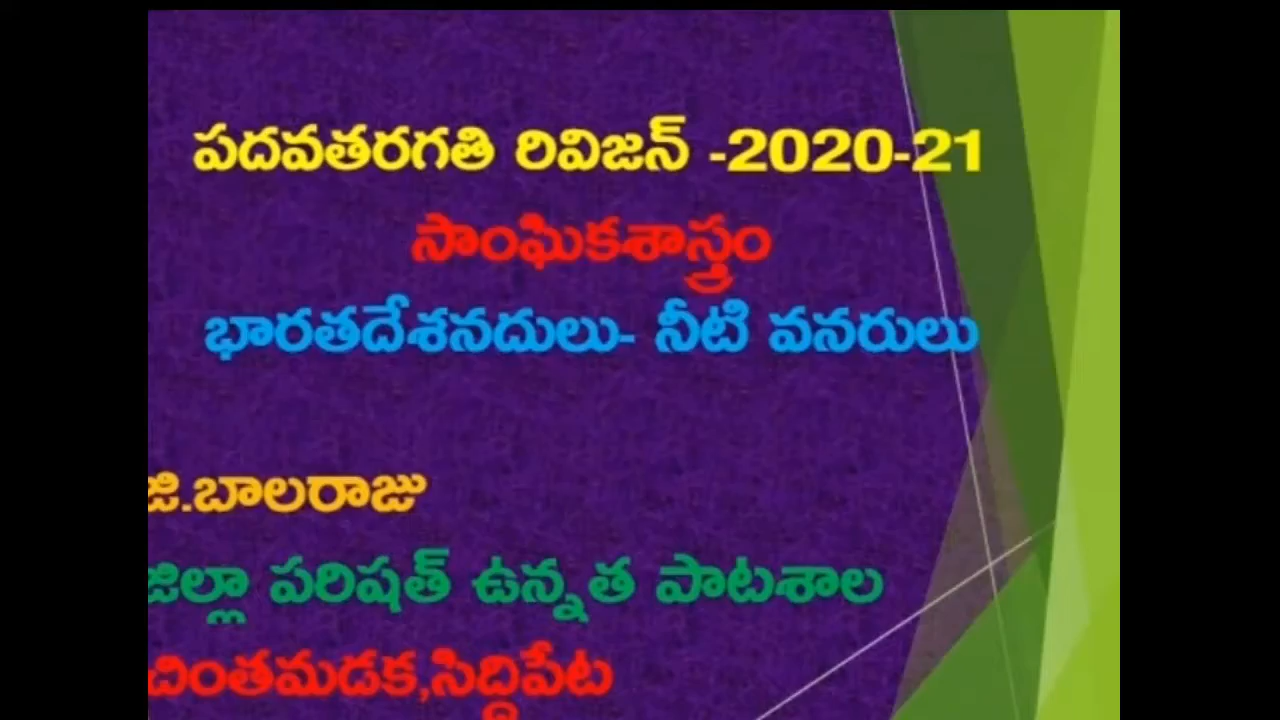 పదవతరగతి రివిజన్ -2020-21
సాంఘికశాస్త్రం
భారతదేశనదులు- నీటి వనరులు
జి.బాలరాజు
జిల్లా పరిషత్ ఉన్నత పాటశాల
చింతమడక,సిద్దిపేట